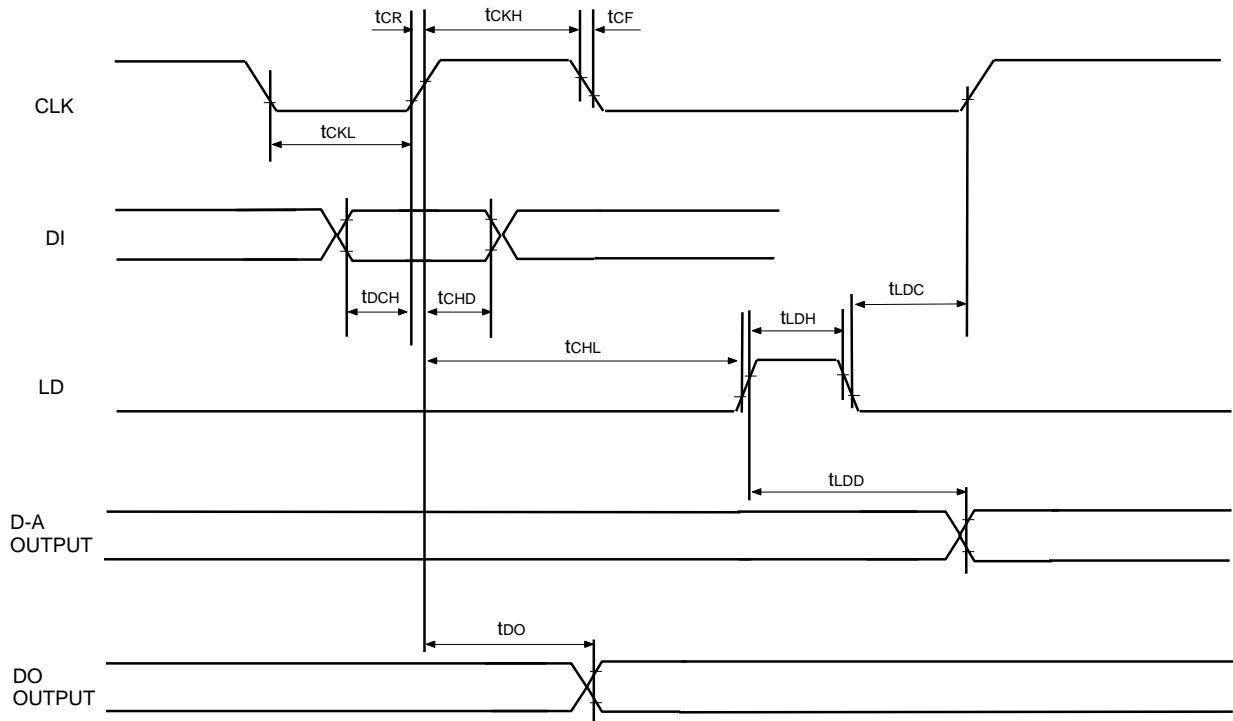 tCR
tCKH
tCF
CLK
tCKL
DI
tDCH
tCHD
tLDC
tLDH
tCHL
LD
tLDD
D-A
OUTPUT
tDO
DO
OUTPUT